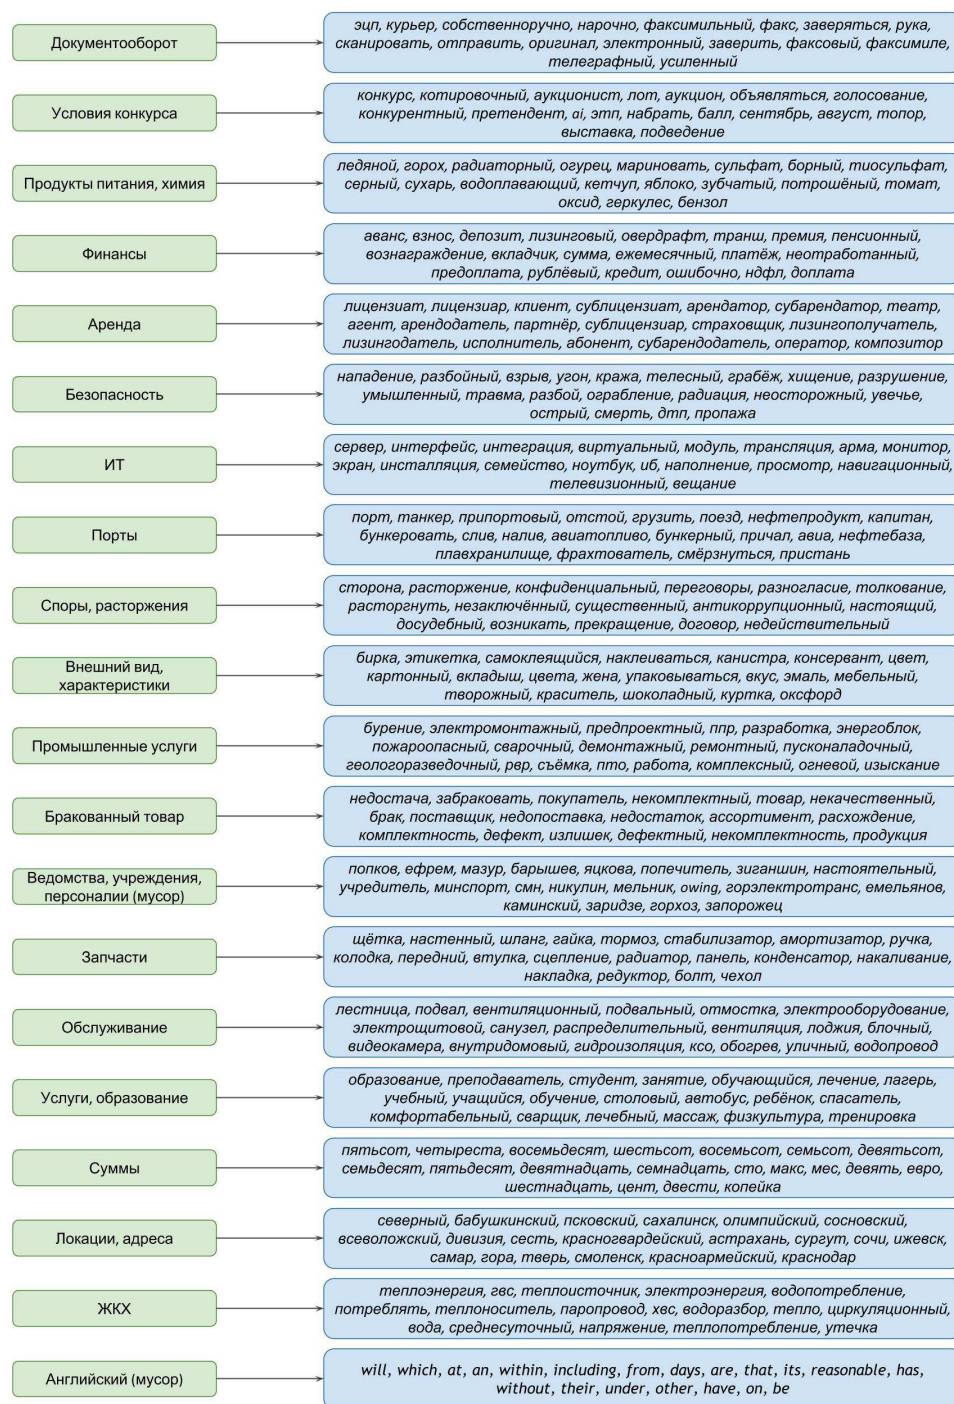 Документооборот
эцп, курьер, собственноручно, нарочно, факсимильный, факс, заверяться, рука,
сканировать, отправить, оригинал, электронный, заверить, факсовый, факсимиле,
телеграфный, усиленный
Условия конкурса
конкурс, котировочный, аукционист, лот, аукцион, объявляться, голосование,
конкурентный, претендент, ai, этп, набрать, балл, сентябрь, август, топор,
выставка, подведение
Продукты питания, химия
ледяной, горох, радиаторный, огурец, мариновать, сульфат, борный, тиосульфат,
серный, сухарь, водоплавающий, кетчуп, яблоко, зубчатый, потрошёный, томат,
оксид, геркулес, бензол
Финансы
аванс, взнос, депозит, лизинговый, овердрафт, транш, премия, пенсионный,
вознаграждение, вкладчик, сумма, ежемесячный, платёж, неотработанный,
предоплата, рублёвый, кредит, ошибочно, ндфл, доплата
Аренда
лицензиат, лицензиар, клиент, сублицензиат, арендатор, субарендатор, театр,
агент, арендодатель, партнёр, сублицензиар, страховщик, лизингополучатель,
лизингодатель, исполнитель, абонент, субарендодатель, оператор, композитор
Безопасность
нападение, разбойный, взрыв, угон, кража, телесный, грабёж, хищение, разрушение,
умышленный, травма, разбой, ограбление, радиация, неосторожный, увечье,
острый, смерть, дтп, пропажа
ИТ
сервер, интерфейс, интеграция, виртуальный, модуль, трансляция, арма, монитор,
экран, инсталляция, семейство, ноутбук, иб, наполнение, просмотр, навигационный,
телевизионный, вещание
Порты
порт, танкер, припортовый, отстой, грузить, поезд, нефтепродукт, капитан,
бункеровать, слив, налив, авиатопливо, бункерный, причал, авиа, нефтебаза,
плавхранилище, фрахтователь, смёрзнуться, пристань
Споры, расторжения
сторона, расторжение, конфиденциальный, переговоры, разногласие, толкование,
расторгнуть, незаключённый, существенный, антикоррупционный, настоящий,
досудебный, возникать, прекращение, договор, недействительный
Внешний вид,
характеристики
бирка, этикетка, самоклеящийся, наклеиваться, канистра, консервант, цвет,
картонный, вкладыш, цвета, жена, упаковываться, вкус, эмаль, мебельный,
творожный, краситель, шоколадный, куртка, оксфорд
Промышленные услуги
бурение, электромонтажный, предпроектный, ппр, разработка, энергоблок,
пожароопасный, сварочный, демонтажный, ремонтный, пусконаладочный,
геологоразведочный, рвр, съёмка, пто, работа, комплексный, огневой, изыскание
Бракованный товар
недостача, забраковать, покупатель, некомплектный, товар, некачественный,
брак, поставщик, недопоставка, недостаток, ассортимент, расхождение,
комплектность, дефект, излишек, дефектный, некомплектность, продукция
Ведомства, учреждения,
персоналии (мусор)
попков, ефрем, мазур, барышев, яцкова, попечитель, зиганшин, настоятельный,
учредитель, минспорт, смн, никулин, мельник, owing, горэлектротранс, емельянов,
каминский, заридзе, горхоз, запорожец
Запчасти
щётка, настенный, шланг, гайка, тормоз, стабилизатор, амортизатор, ручка,
колодка, передний, втулка, сцепление, радиатор, панель, конденсатор, накаливание,
накладка, редуктор, болт, чехол
Обслуживание
лестница, подвал, вентиляционный, подвальный, отмостка, электрооборудование,
электрощитовой, санузел, распределительный, вентиляция, лоджия, блочный,
видеокамера, внутридомовый, гидроизоляция, ксо, обогрев, уличный, водопровод
Услуги, образование
образование, преподаватель, студент, занятие, обучающийся, лечение, лагерь,
учебный, учащийся, обучение, столовый, автобус, ребёнок, спасатель,
комфортабельный, сварщик, лечебный, массаж, физкультура, тренировка
Суммы
пятьсот, четыреста, восемьдесят, шестьсот, восемьсот, семьсот, девятьсот,
семьдесят, пятьдесят, девятнадцать, семнадцать, сто, макс, мес, девять, евро,
шестнадцать, цент, двести, копейка
Локации, адреса
северный, бабушкинский, псковский, сахалинск, олимпийский, сосновский,
всеволожский, дивизия, сесть, красногвардейский, астрахань, сургут, сочи, ижевск,
самар, гора, тверь, смоленск, красноармейский, краснодар
ЖКХ
теплоэнергия, гвс, теплоисточник, электроэнергия, водопотребление,
потреблять, теплоноситель, паропровод, хвс, водоразбор, тепло, циркуляционный,
вода, среднесуточный, напряжение, теплопотребление, утечка
Английский (мусор)
will, which, at, an, within, including, from, days, are, that, its, reasonable, has,
without, their, under, other, have, on, be